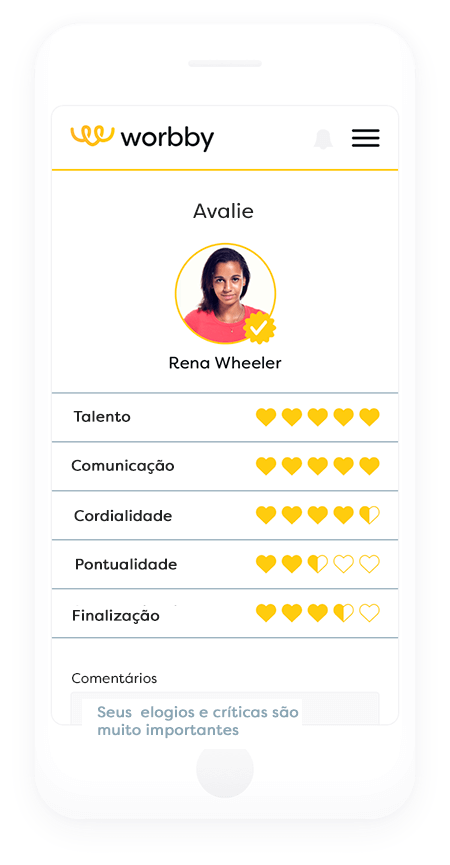 worbby
Avalie
Rena Wheeler
Talento
Comunicação
Cordialidade
Pontualidade
Finalização
Comentários
Seus elogios e críticas são
muito importantes